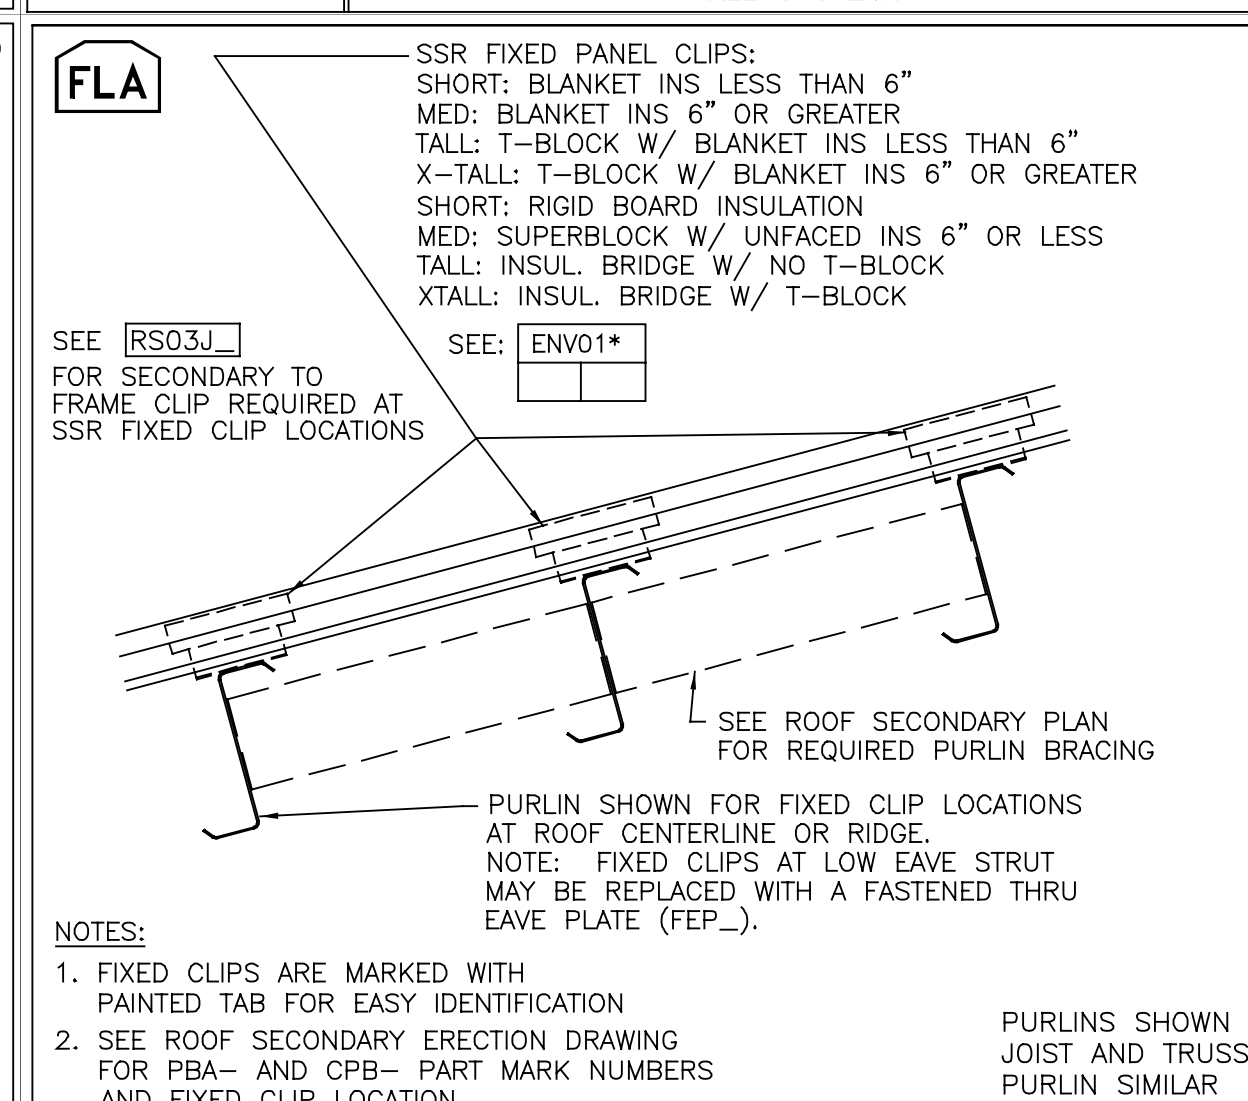 FLA
SSR FIXED PANEL CLIPS:
SHORT: BLANKET INS LESS THAN 6"
MED: BLANKET INS 6" OR GREATER
TALL: T-BLOCK W/ BLANKET INS LESS THAN 6"
X-TALL: T-BLOCK W/ BLANKET INS 6" OR GREATER
SHORT: RIGID BOARD INSULATION
MED: SUPERBLOCK W/ UNFACED INS 6" OR LESS
TALL: INSUL. BRIDGE W/ NO T-BLOCK
XTALL: INSUL. BRIDGE W/ T-BLOCK
SEE RS03J_
FOR SECONDARY TO
FRAME CLIP REQUIRED AT
SSR FIXED CLIP LOCATIONS
SEE: ENV01*
SEE ROOF SECONDARY PLAN
FOR REQUIRED PURLIN BRACING
PURLIN SHOWN FOR FIXED CLIP LOCATIONS
AT ROOF CENTERLINE OR RIDGE.
NOTE: FIXED CLIPS AT LOW EAVE STRUT
MAY BE REPLACED WITH A FASTENED THRU
EAVE PLATE (FEP_).
NOTES:
1. FIXED CLIPS ARE MARKED WITH
PAINTED TAB FOR EASY IDENTIFICATION
2. SEE ROOF SECONDARY ERECTION DRAWING
FOR PBA- AND CPB- PART MARK NUMBERS
AND FIXED CLIP LOCATION
PURLINS SHOWN
JOIST AND TRUSS
PURLIN SIMILAR